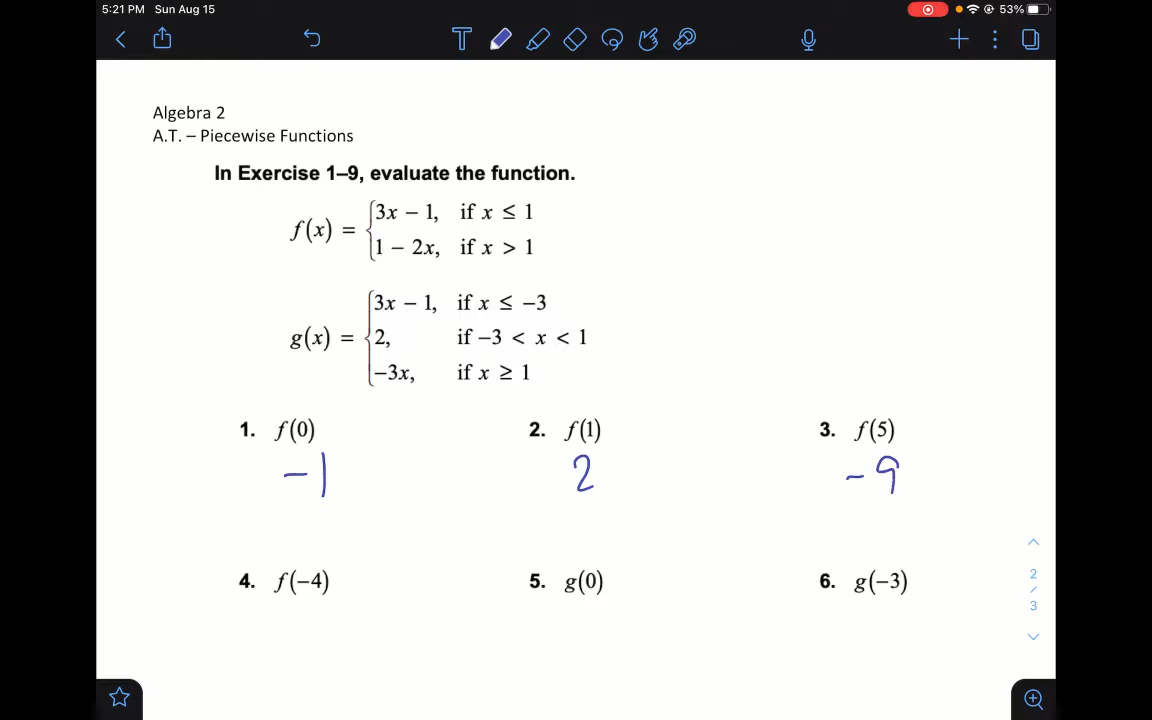 5:21 PM Sun Aug 15 53%
Algebra 2
A.T. – Piecewise Functions
In Exercise 1–9, evaluate the function.
f(x) = {3x − 1, if x ≤ 1
1 − 2x, if x > 1
g(x) = {3x − 1, if x ≤ −3
2, if −3 < x < 1
−3x, if x ≥ 1
1. f(0) 2. f(1) 3. f(5)
−1 2 −9
4. f(−4) 5. g(0) 6. g(−3)
2
/
3